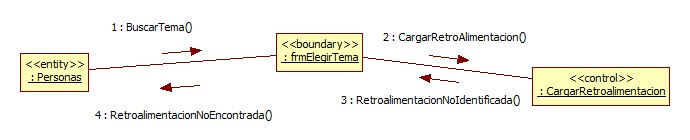 1 : BuscarTema()
<<boundary>>
: frmElegirTema
2 : CargarRetroAlimentacion()
<<entity>>
: Personas
<<control>>
: CargarRetroalimentacion
3 : RetroalimentacionNoIdentificada()
4 : RetroalimentacionNoEncontrada()